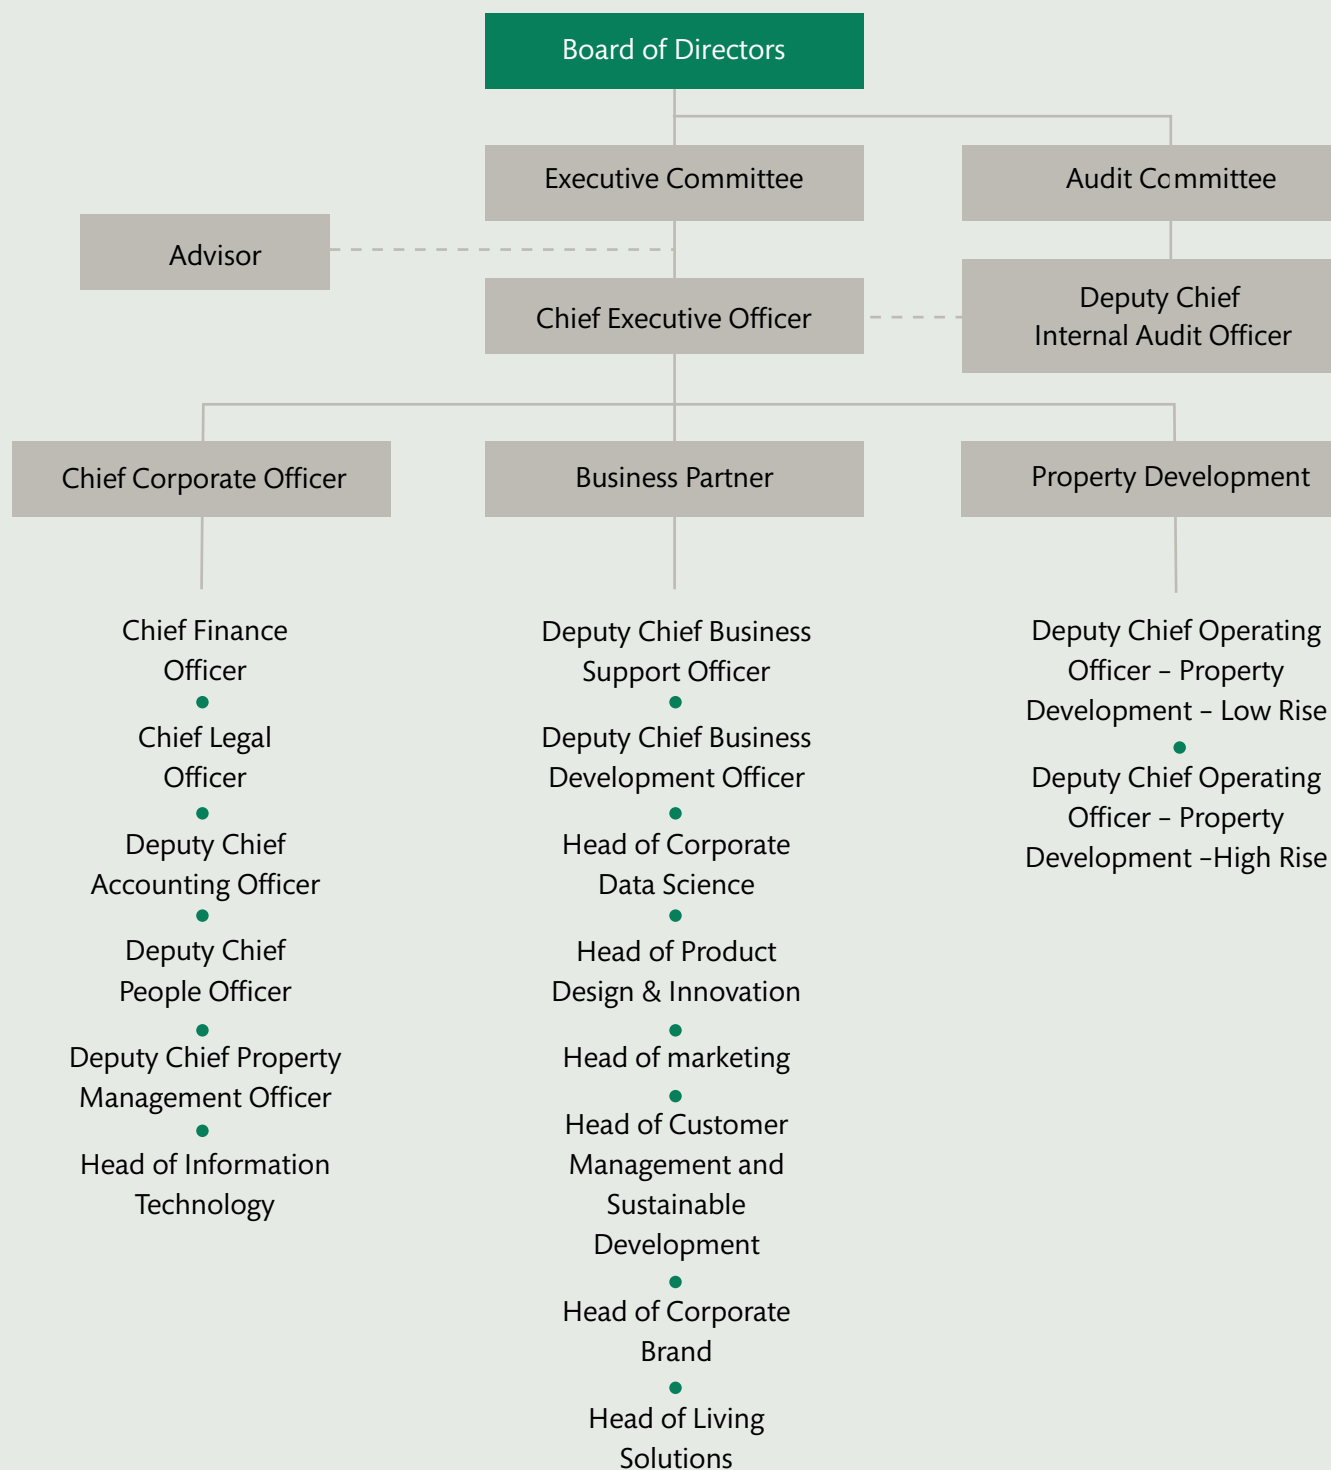 Board of Directors
Executive Committee
Audit Committee
Advisor
Chief Executive Officer
Deputy Chief
Internal Audit Officer
Chief Corporate Officer
Business Partner
Property Development
Chief Finance
Officer
Chief Legal
Officer
Deputy Chief
Accounting Officer
Deputy Chief
People Officer
Deputy Chief Property
Management Officer
Head of Information
Technology
Deputy Chief Business
Support Officer
Deputy Chief Business
Development Officer
Head of Corporate
Data Science
Head of Product
Design & Innovation
Head of marketing
Head of Customer
Management and
Sustainable
Development
Head of Corporate
Brand
Head of Living
Solutions
Deputy Chief Operating
Officer – Property
Development – Low Rise
Deputy Chief Operating
Officer – Property
Development –High Rise